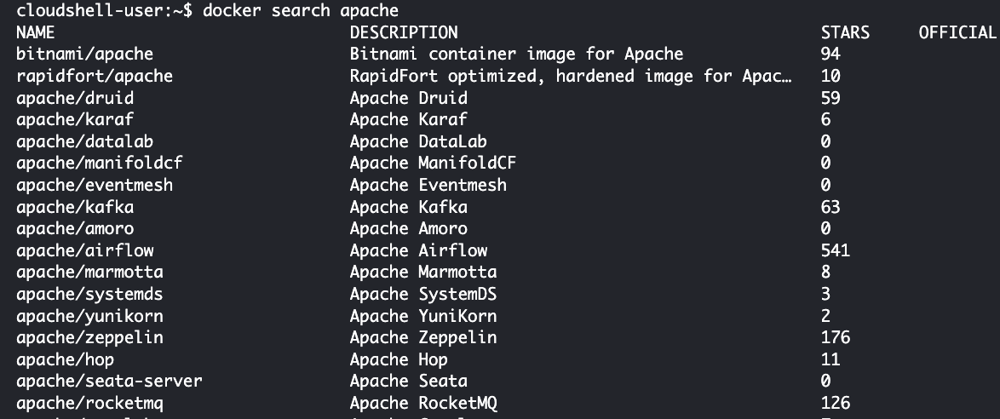 cloudshell-user:~$ docker search apache
NAME DESCRIPTION STARS OFFICIAL
bitnami/apache Bitnami container image for Apache 94
rapidfort/apache RapidFort optimized, hardened image for Apac… 10
apache/druid Apache Druid 59
apache/karaf Apache Karaf 6
apache/datalab Apache DataLab 0
apache/manifoldcf Apache ManifoldCF 0
apache/eventmesh Apache Eventmesh 0
apache/kafka Apache Kafka 63
apache/amoro Apache Amoro 0
apache/airflow Apache Airflow 541
apache/marmotta Apache Marmotta 8
apache/systemds Apache SystemDS 3
apache/yunikorn Apache YuniKorn 2
apache/zeppelin Apache Zeppelin 176
apache/hop Apache Hop 11
apache/seata-server Apache Seata 0
apache/rocketmq Apache RocketMQ 126